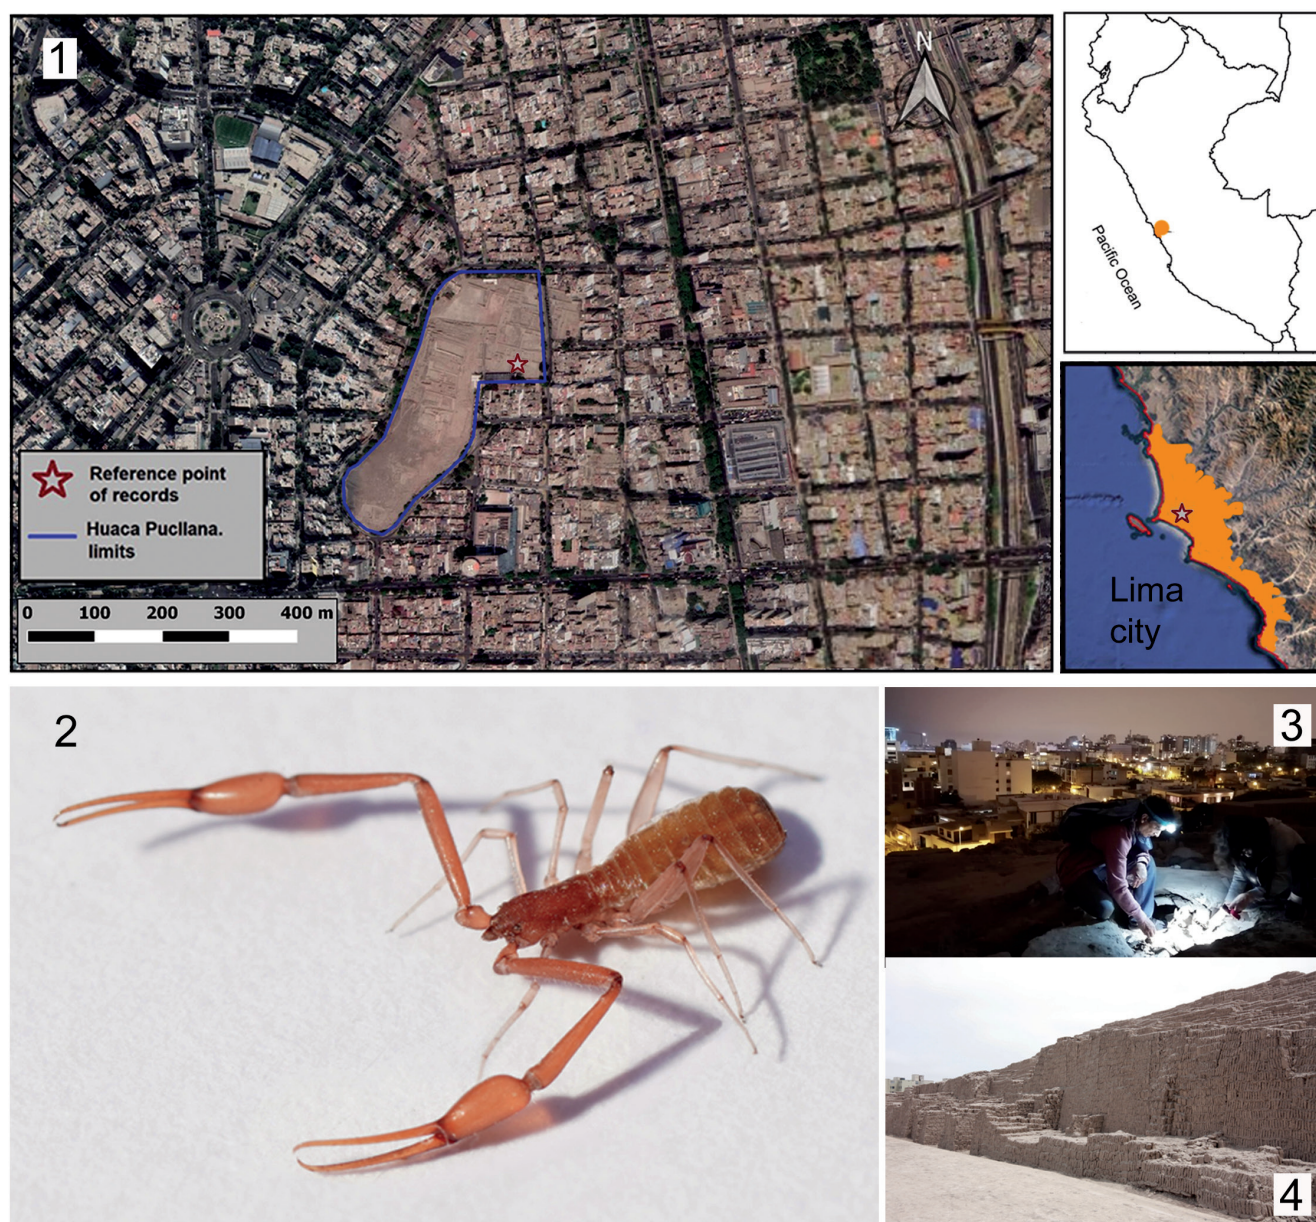 1
N
Reference point
of records
Huaca Pucllana.
limits
0 100 200 300 400 m
Pacific Ocean
Lima
city
2
3
4